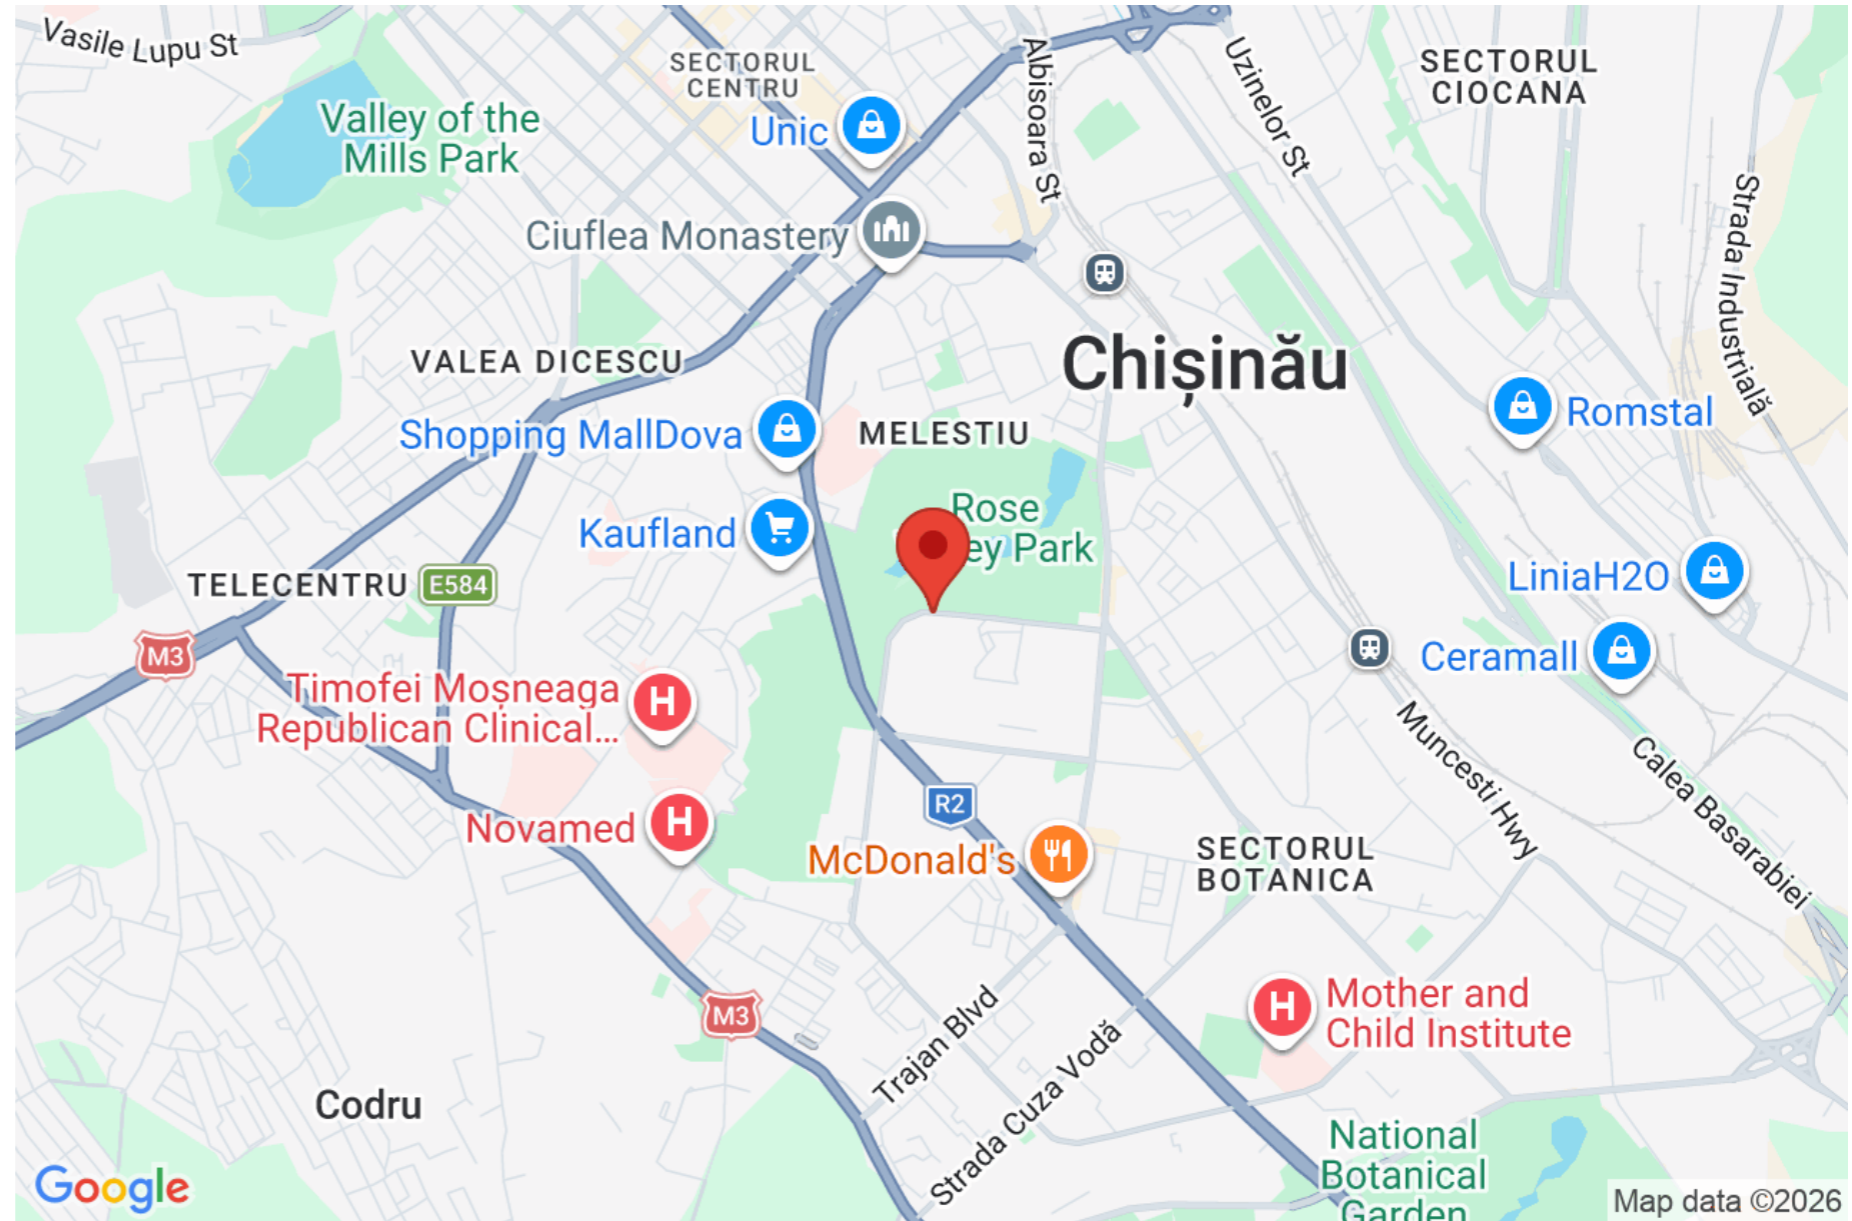 Vasile Lupu St
SECTORUL
CENTRU
Albisoara St
Uzinelor St
SECTORUL
CIOCANA
Valley of the
Mills Park
Unic
Strada Industrială
Ciuflea Monastery
Chișinău
VALEA DICESCU
Shopping MallDova
MELESTIU
Romstal
Rose
ey Park
Kaufland
TELECENTRU
E584
LiniaH2O
M3
Ceramall
Timofei Moșneaga
Republican Clinical...
H
Muncesti Hwy
Calea Basarabiei
R2
Novamed
H
McDonald's
SECTORUL
BOTANICA
M3
H
Mother and
Child Institute
Trajan Blvd
Strada Cuza Vodă
Codru
National
Botanical
Garden
Google
Map data ©2026